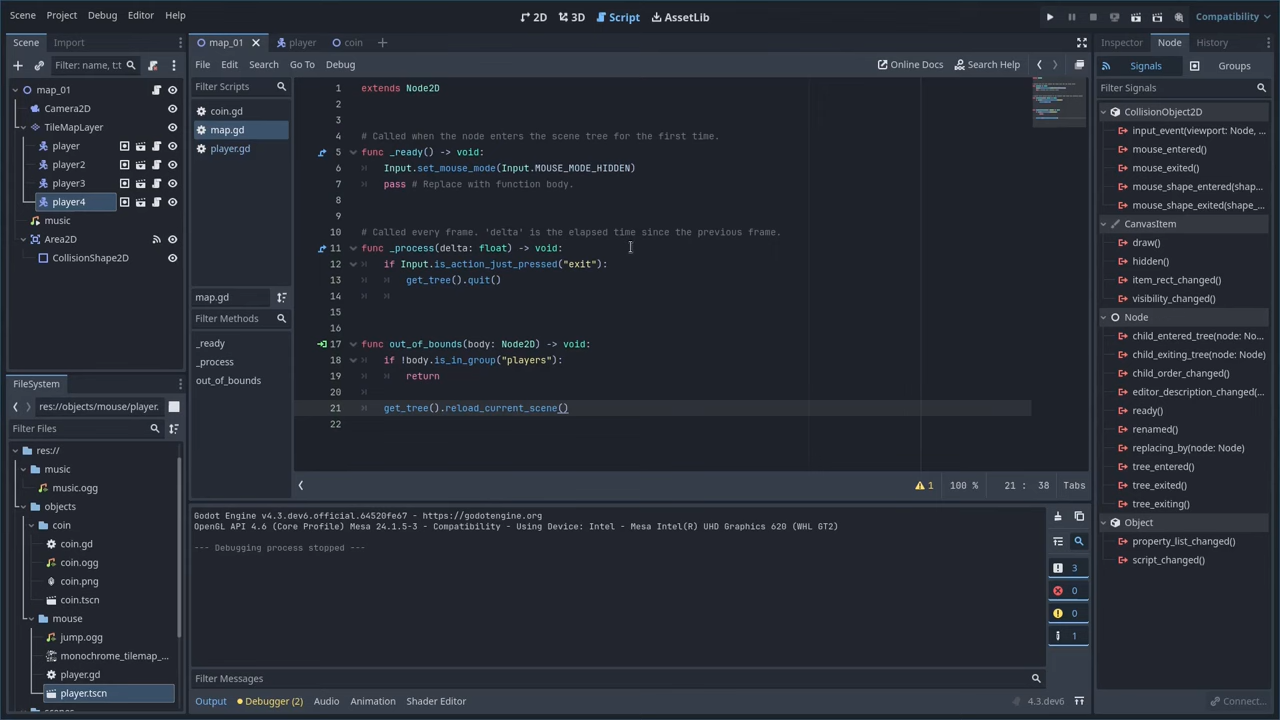 Scene Project Debug Editor Help
2D 3D Script AssetLib
Compatibility
Scene Import
Filter: name, t:t
map_01
Camera2D
TileMapLayer
player
player2
player3
player4
music
Area2D
CollisionShape2D
FileSystem
res://objects/mouse/player.
Filter Files
res://
music
music.ogg
objects
coin
coin.gd
coin.ogg
coin.png
coin.tscn
mouse
jump.ogg
monochrome_tilemap_...
player.gd
player.tscn
map_01 player coin
File Edit Search Go To Debug
Online Docs Search Help
Filter Scripts
coin.gd
map.gd
player.gd
map.gd
Filter Methods
_ready
_process
out_of_bounds
1 extends Node2D
2
3
4 # Called when the node enters the scene tree for the first time.
5 func _ready() -> void:
6 Input.set_mouse_mode(Input.MOUSE_MODE_HIDDEN)
7 pass # Replace with function body.
8
9
10 # Called every frame. 'delta' is the elapsed time since the previous frame.
11 func _process(delta: float) -> void:
12 if Input.is_action_just_pressed("exit"):
13 get_tree().quit()
14
15
16
17 func out_of_bounds(body: Node2D) -> void:
18 if !body.is_in_group("players"):
19 return
20
21 get_tree().reload_current_scene()
22
1 100 % 21 : 38 Tabs
Godot Engine v4.3.dev6.official.64520fe67 - https://godotengine.org
OpenGL API 4.6 (Core Profile) Mesa 24.1.5-3 - Compatibility - Using Device: Intel - Mesa Intel(R) UHD Graphics 620 (WHL GT2)
--- Debugging process stopped ---
3
0
0
1
Filter Messages
Output Debugger (2) Audio Animation Shader Editor 4.3.dev6
Inspector Node History
Signals Groups
Filter Signals
CollisionObject2D
input_event(viewport: Node, ...
mouse_entered()
mouse_exited()
mouse_shape_entered(shap...
mouse_shape_exited(shape_...
CanvasItem
draw()
hidden()
item_rect_changed()
visibility_changed()
Node
child_entered_tree(node: No...
child_exiting_tree(node: Node)
child_order_changed()
editor_description_changed(...
ready()
renamed()
replacing_by(node: Node)
tree_entered()
tree_exited()
tree_exiting()
Object
property_list_changed()
script_changed()
Connect...